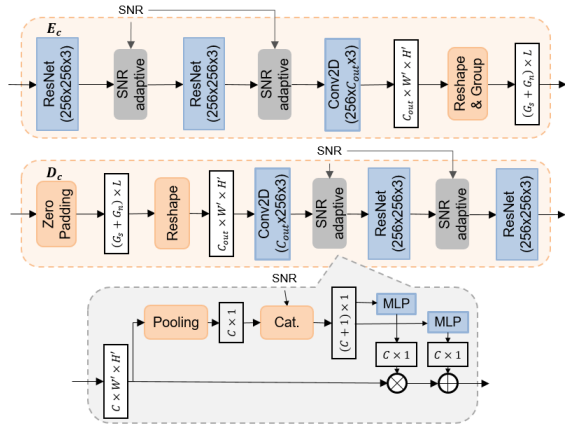 SNR
E_c
ResNet
(256x256x3)
SNR
adaptive
ResNet
(256x256x3)
SNR
adaptive
Conv2D
(256xC_out x3)
C_out × W′ × H′
Reshape
& Group
(G_s + G_n) × L
SNR
D_c
Zero
Padding
(G_s + G_n) × L
Reshape
C_out × W′ × H′
Conv2D
(C_out x256x3)
SNR
adaptive
ResNet
(256x256x3)
SNR
adaptive
ResNet
(256x256x3)
SNR
C × W′ × H′
Pooling
C × 1
Cat.
(C + 1) × 1
MLP
MLP
C × 1
C × 1